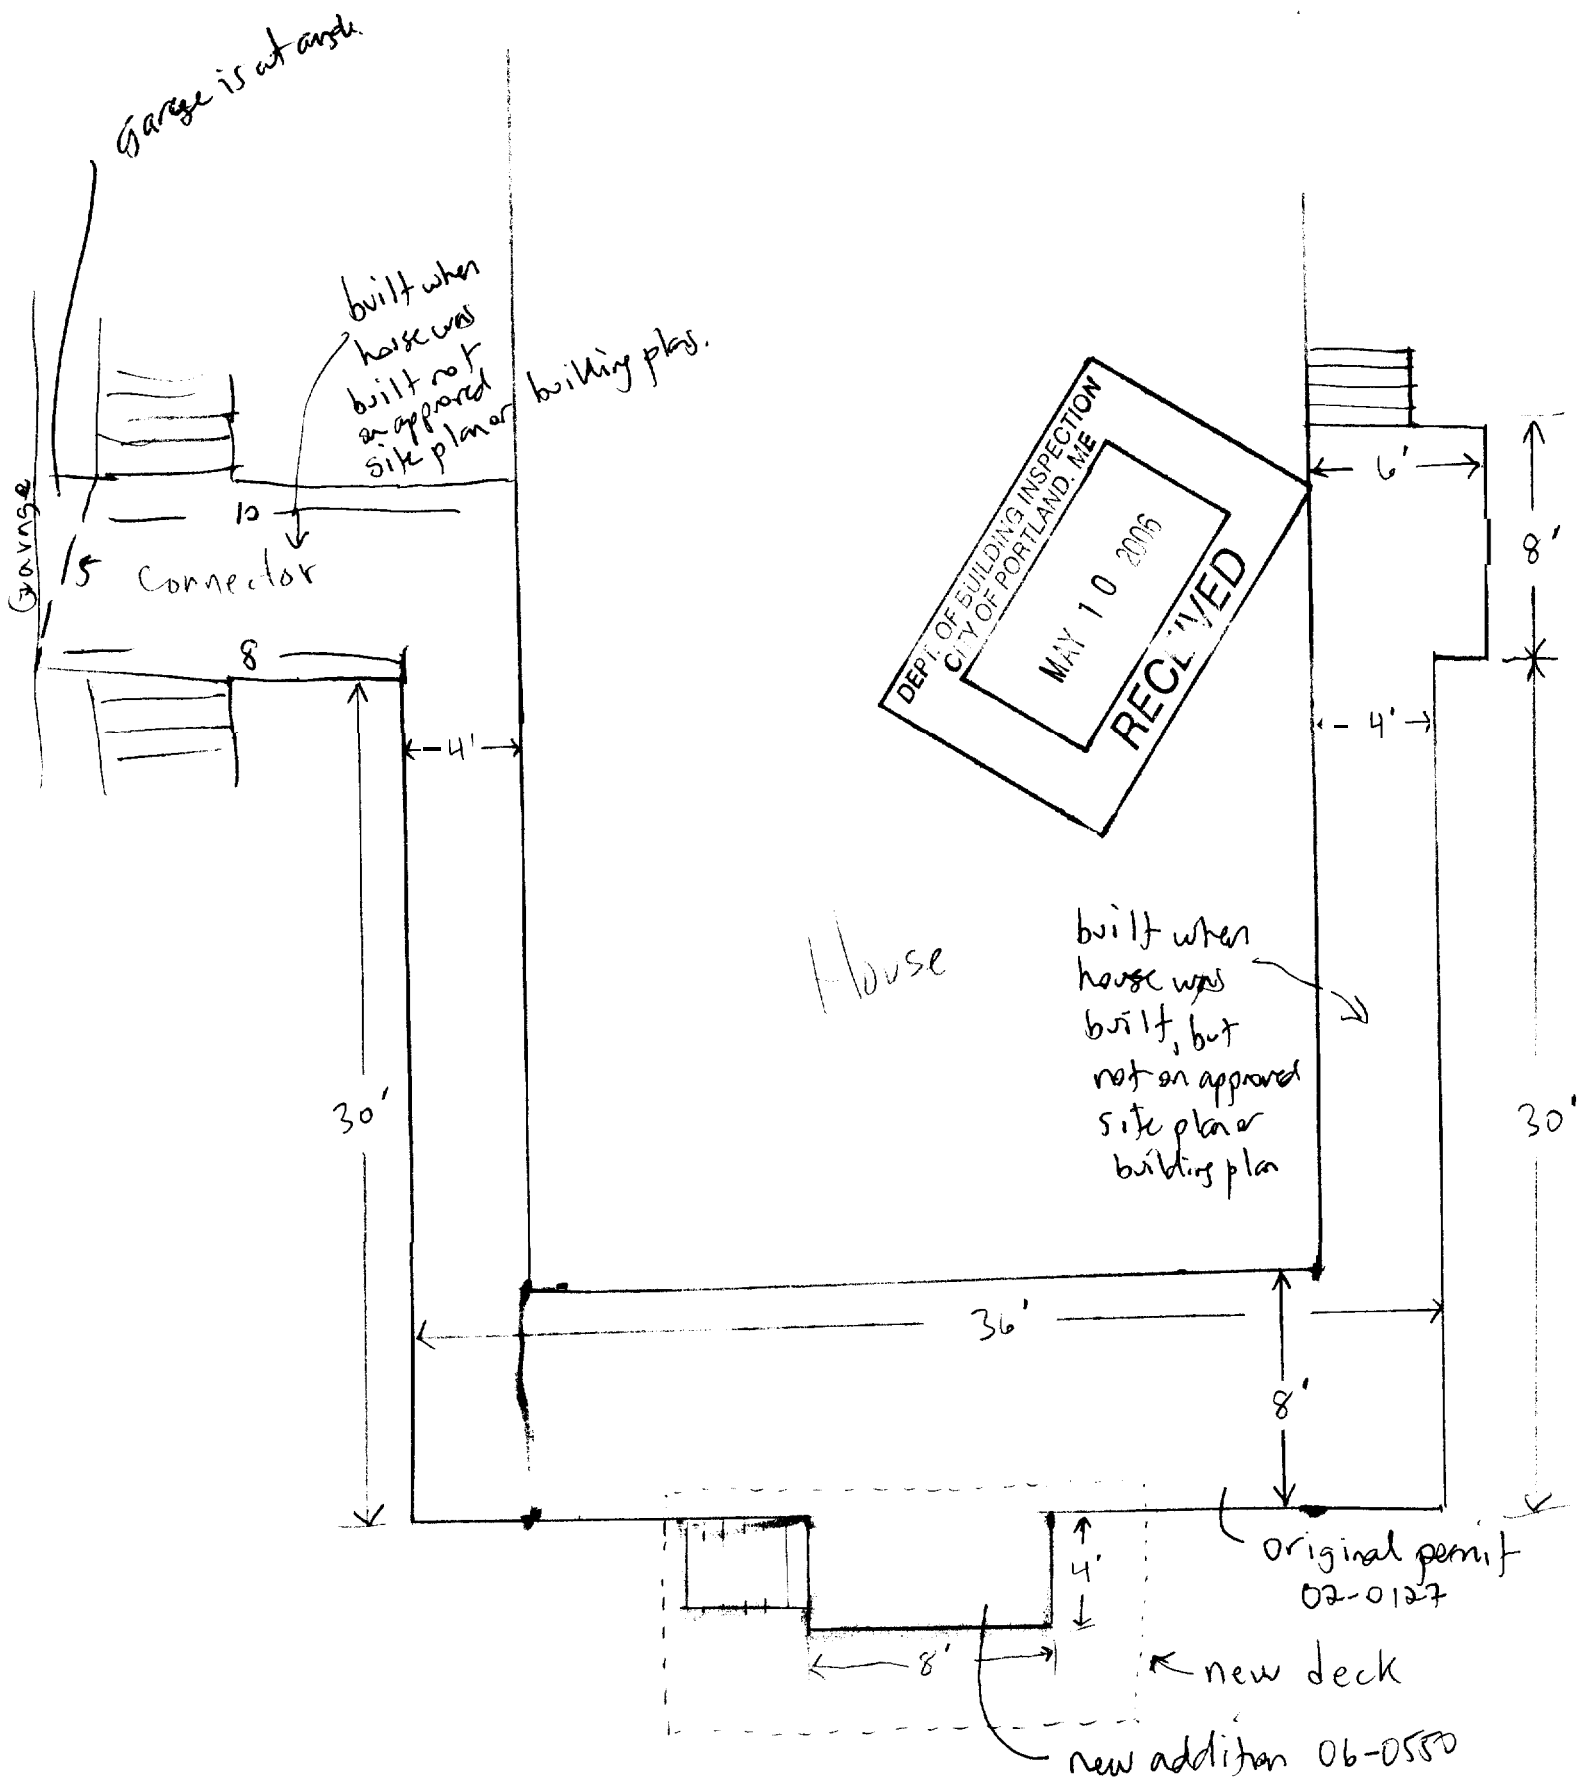 Garage is at angle.
built when
house was
built not
on approved
site plan or building plans.
Garage
10
15
Connector
8
4'
30'
DEPT. OF BUILDING INSPECTION
CITY OF PORTLAND, ME
MAY 10 2006
RECEIVED
6'
8'
4'
House
built when
house was
built, but
not on approved
site plan or
building plan
30'
36'
8'
4'
8'
original permit
02-0127
new deck
new addition 06-0550